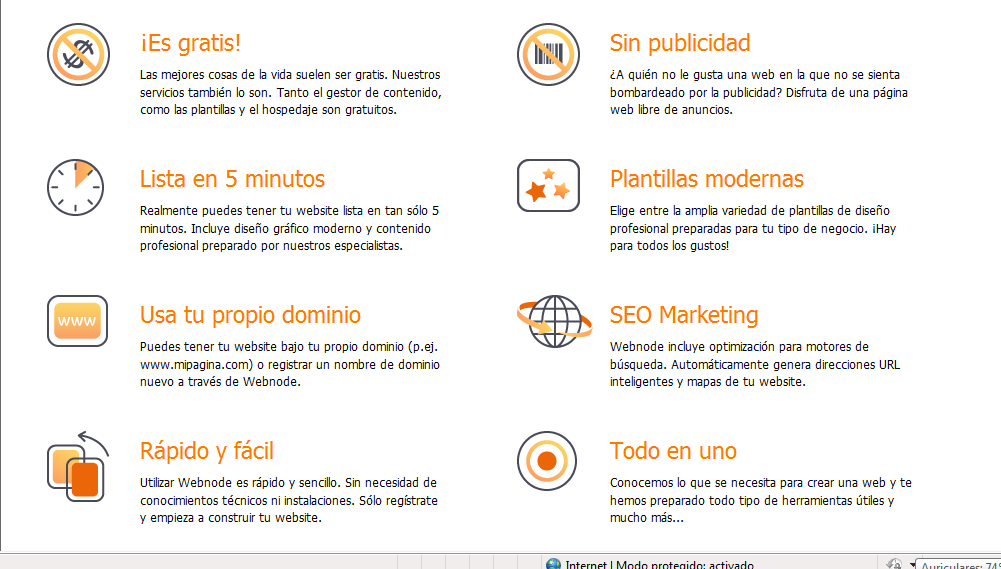 ¡Es gratis!
Las mejores cosas de la vida suelen ser gratis. Nuestros
servicios también lo son. Tanto el gestor de contenido,
como las plantillas y el hospedaje son gratuitos.
Sin publicidad
¿A quién no le gusta una web en la que no se sienta
bombardeado por la publicidad? Disfruta de una página
web libre de anuncios.
Lista en 5 minutos
Realmente puedes tener tu website lista en tan sólo 5
minutos. Incluye diseño gráfico moderno y contenido
profesional preparado por nuestros especialistas.
Plantillas modernas
Elige entre la amplia variedad de plantillas de diseño
profesional preparadas para tu tipo de negocio. ¡Hay
para todos los gustos!
www
Usa tu propio dominio
Puedes tener tu website bajo tu propio dominio (p.ej.
www.mipagina.com) o registrar un nombre de dominio
nuevo a través de Webnode.
SEO Marketing
Webnode incluye optimización para motores de
búsqueda. Automáticamente genera direcciones URL
inteligentes y mapas de tu website.
Rápido y fácil
Utilizar Webnode es rápido y sencillo. Sin necesidad de
conocimientos técnicos ni instalaciones. Sólo regístrate
y empieza a construir tu website.
Todo en uno
Conocemos lo que se necesita para crear una web y te
hemos preparado todo tipo de herramientas útiles y
mucho más...
Internet | Modo protegido: activado
Auriculares: